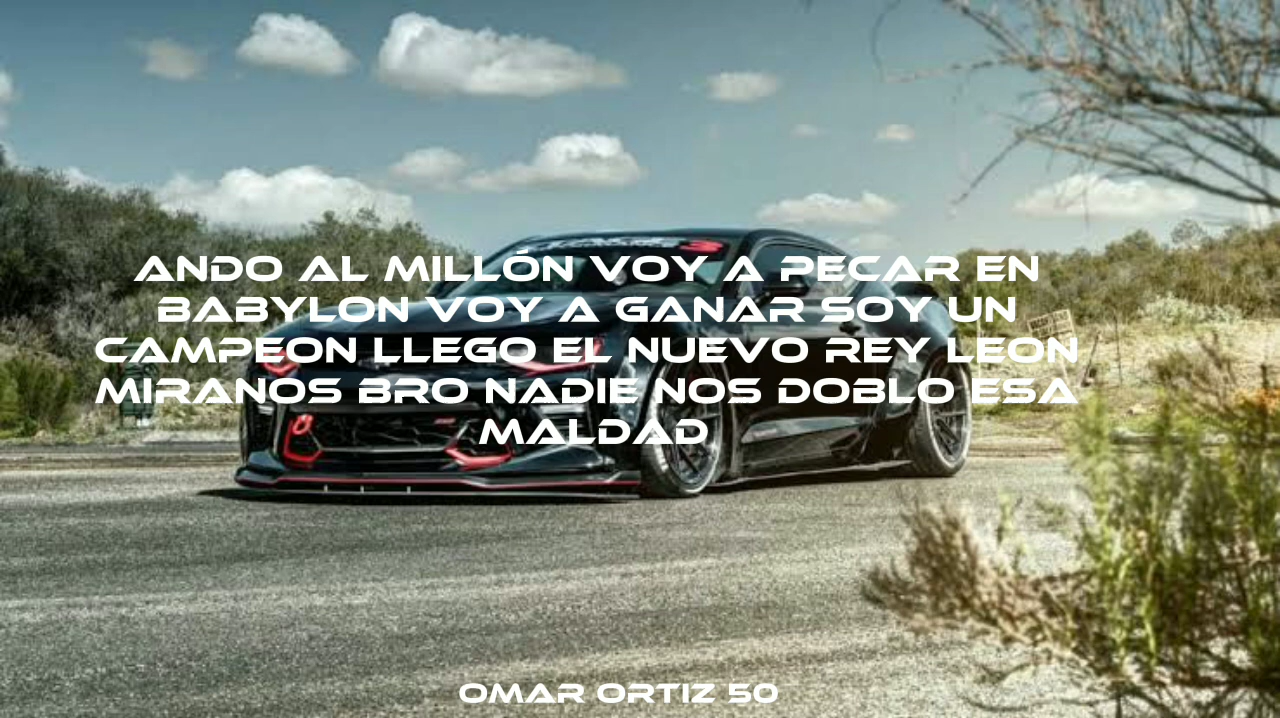 ANDO AL MILLÓN VOY A PECAR EN
BABYLON VOY A GANAR SOY UN
CAMPEON LLEGO EL NUEVO REY LEON
MIRANOS BRO NADIE NOS DOBLO ESA
MALDAD
OMAR ORTIZ 50